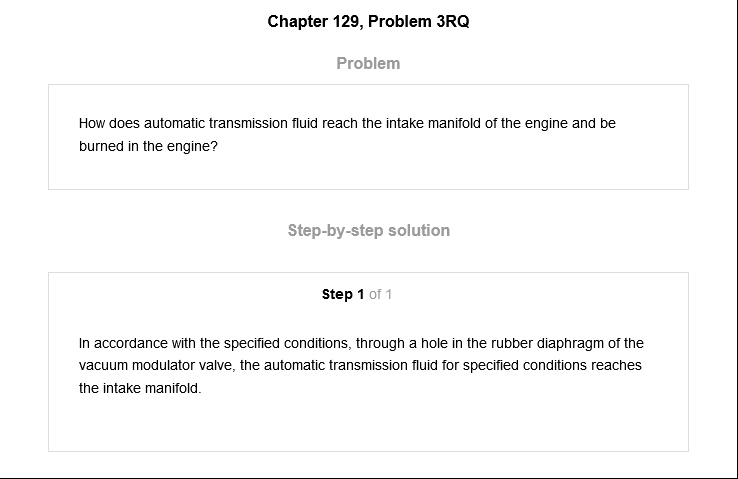 Chapter 129, Problem 3RQ
Problem
How does automatic transmission fluid reach the intake manifold of the engine and be
burned in the engine?
Step-by-step solution
Step 1 of 1
In accordance with the specified conditions, through a hole in the rubber diaphragm of the
vacuum modulator valve, the automatic transmission fluid for specified conditions reaches
the intake manifold.